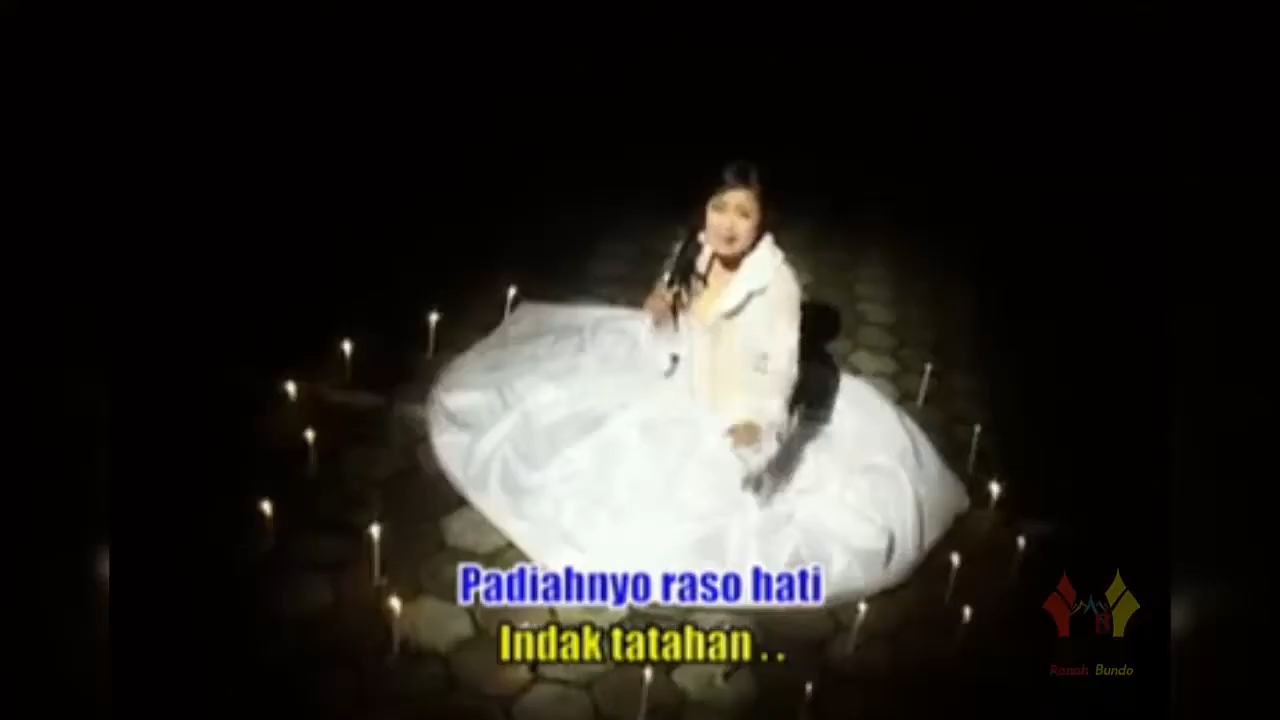 Padiahnyo raso hati
Indak tatahan . .
Ranah Bundo